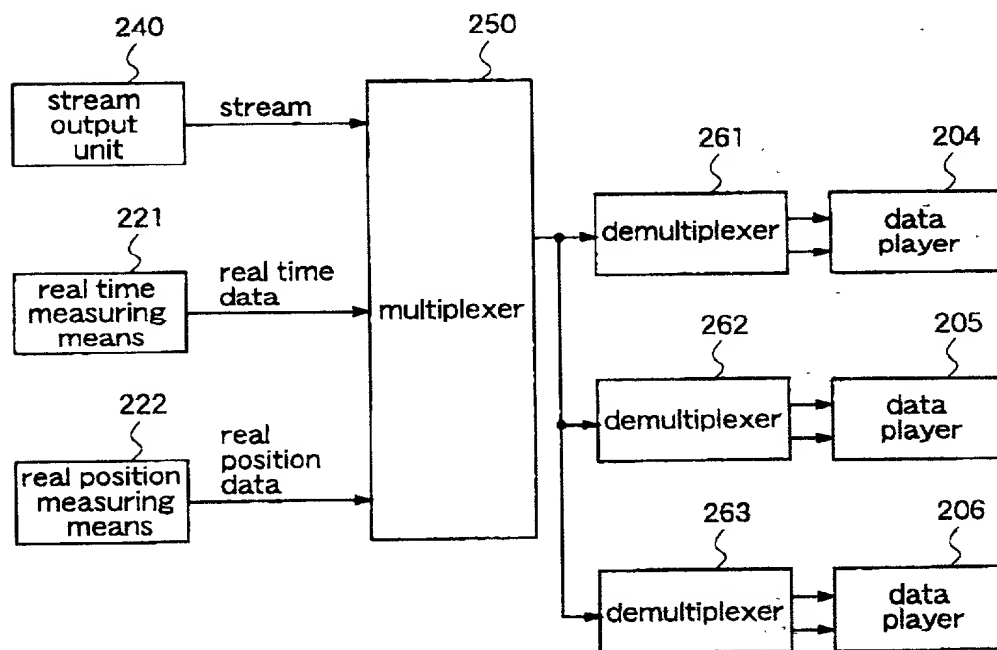 240
stream
output
unit
stream
250
multiplexer
221
real time
measuring
means
real time
data
222
real position
measuring
means
real
position
data
261
demultiplexer
204
data
player
262
demultiplexer
205
data
player
263
demultiplexer
206
data
player